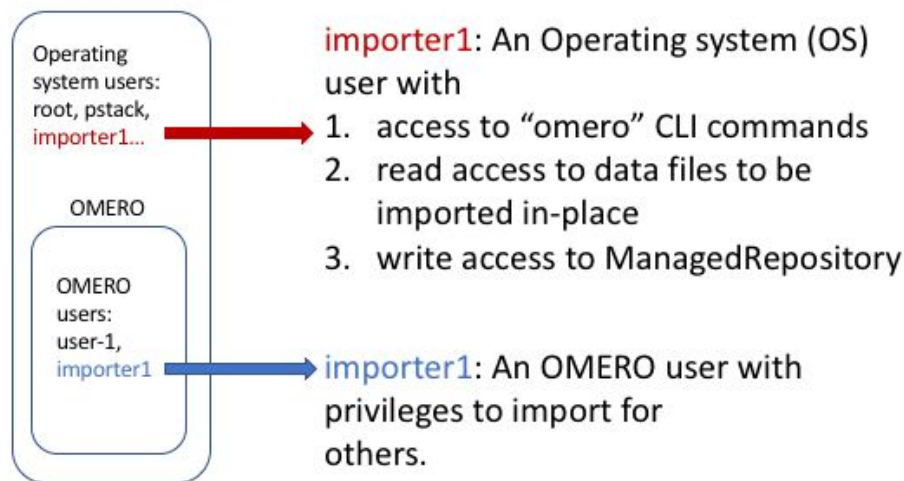 Operating
system users:
root, pstack,
importer1...
OMERO
OMERO
users:
user-1,
importer1
importer1: An Operating system (OS)
user with
1. access to “omero” CLI commands
2. read access to data files to be
imported in-place
3. write access to ManagedRepository
importer1: An OMERO user with
privileges to import for
others.